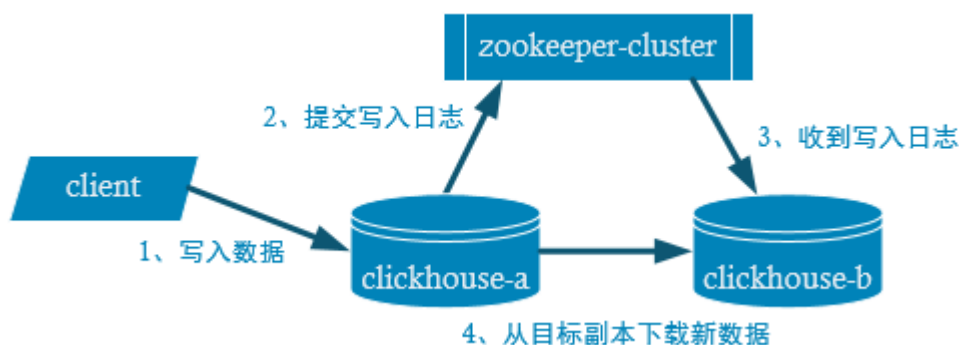 zookeeper-cluster
2、提交写入日志
3、收到写入日志
client
1、写入数据
clickhouse-a
clickhouse-b
4、从目标副本下载新数据